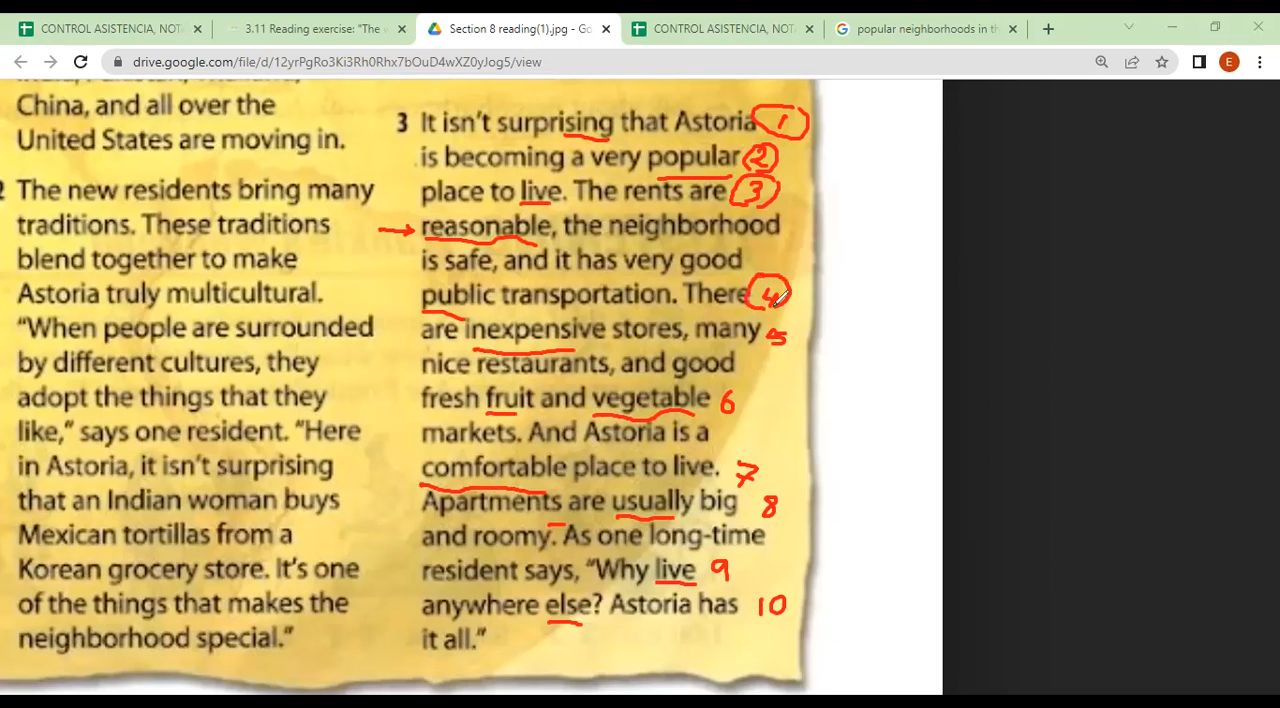 CONTROL ASISTENCIA, NOT
3.11 Reading exercise: "The
Section 8 reading(1).jpg - Go
CONTROL ASISTENCIA, NOT
popular neighborhoods in th
drive.google.com/file/d/12yrPgRo3Ki3Rh0Rhx7bOuD4wXZ0yJog5/view
E
China, and all over the
United States are moving in.
2 The new residents bring many
traditions. These traditions
blend together to make
Astoria truly multicultural.
"When people are surrounded
by different cultures, they
adopt the things that they
like," says one resident. "Here
in Astoria, it isn't surprising
that an Indian woman buys
Mexican tortillas from a
Korean grocery store. It's one
of the things that makes the
neighborhood special."
3 It isn't surprising that Astoria 1
is becoming a very popular 2
place to live. The rents are 3
reasonable, the neighborhood
is safe, and it has very good
public transportation. There 4
are inexpensive stores, many 5
nice restaurants, and good
fresh fruit and vegetable 6
markets. And Astoria is a
comfortable place to live. 7
Apartments are usually big 8
and roomy. As one long-time
resident says, "Why live 9
anywhere else? Astoria has 10
it all."